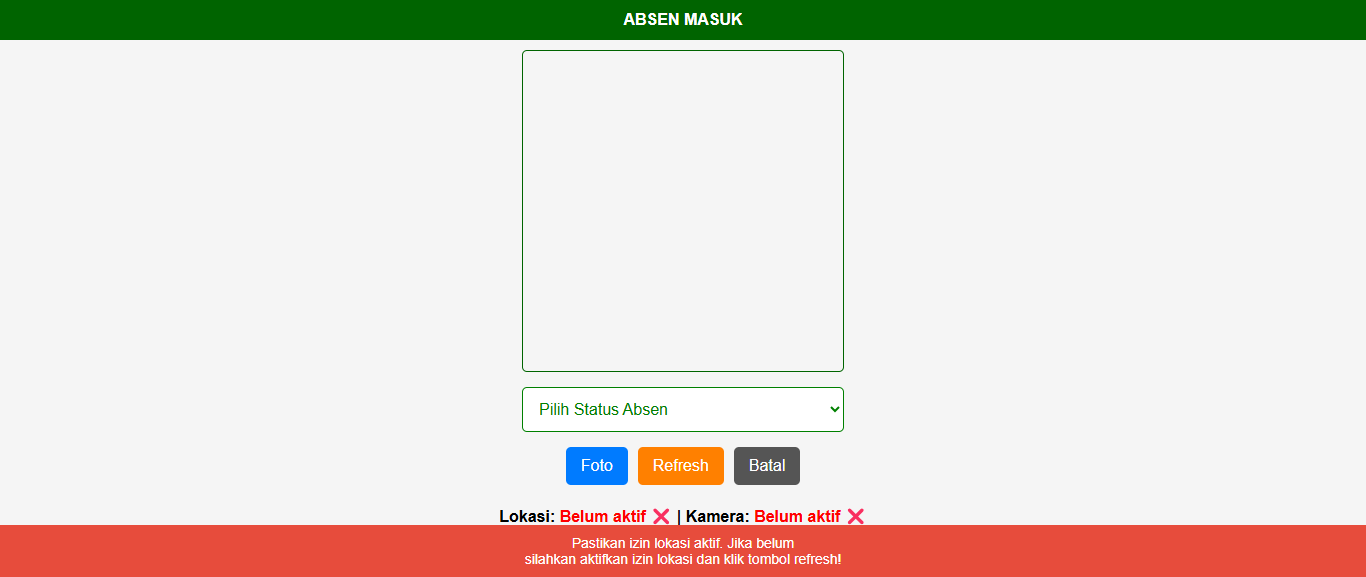 ABSEN MASUK
Pilih Status Absen
Foto Refresh Batal
Lokasi: Belum aktif ❌ | Kamera: Belum aktif ❌
Pastikan izin lokasi aktif. Jika belum
silahkan aktifkan izin lokasi dan klik tombol refresh!